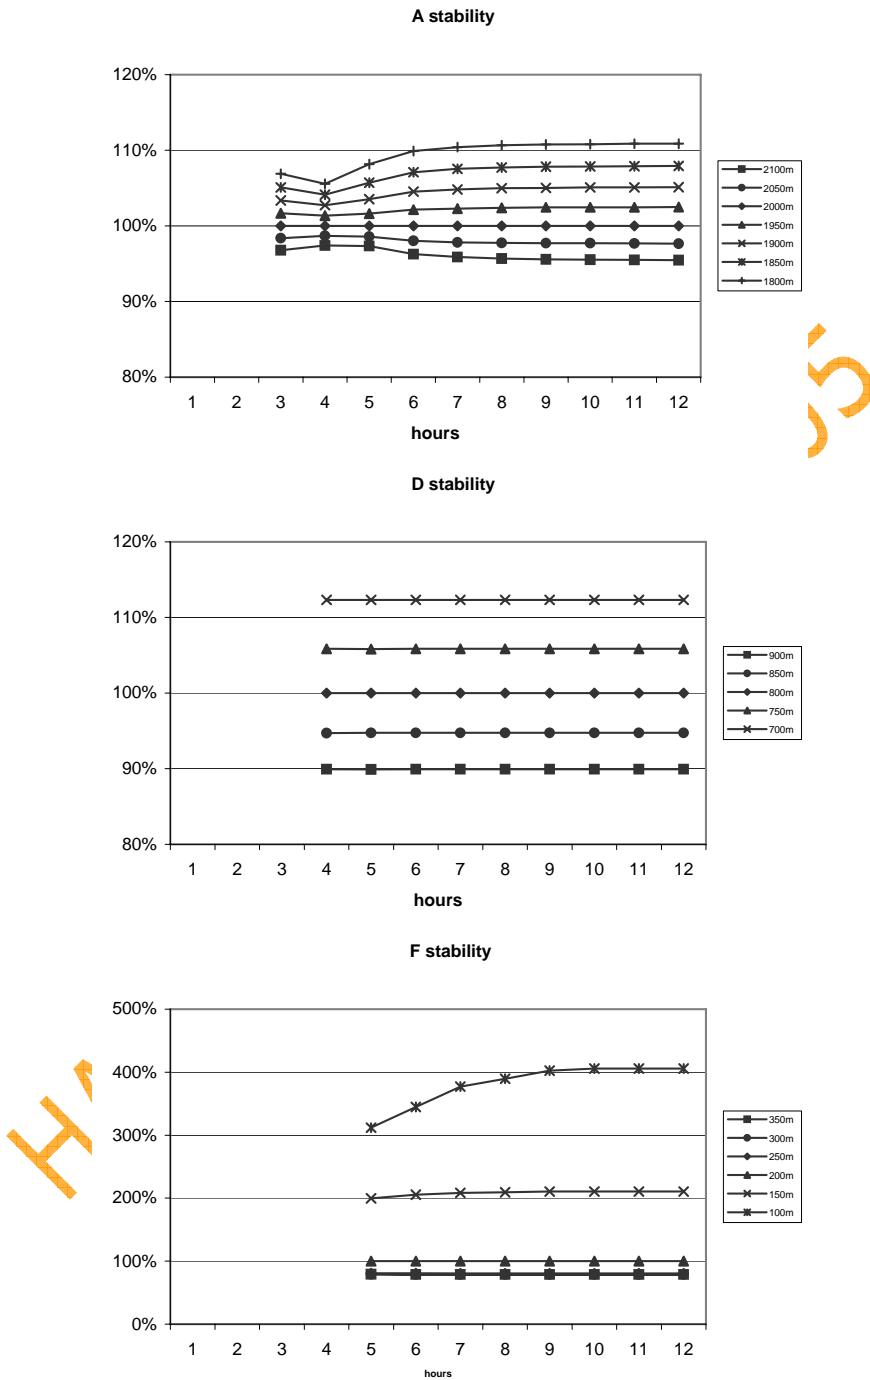 A stability
120%
110%
100%
90%
80%
1 2 3 4 5 6 7 8 9 10 11 12
hours
2100m
2050m
2000m
1950m
1900m
1850m
1800m
D stability
120%
110%
100%
90%
80%
1 2 3 4 5 6 7 8 9 10 11 12
hours
900m
850m
800m
750m
700m
F stability
500%
400%
300%
200%
100%
0%
1 2 3 4 5 6 7 8 9 10 11 12
hours
350m
300m
250m
200m
150m
100m